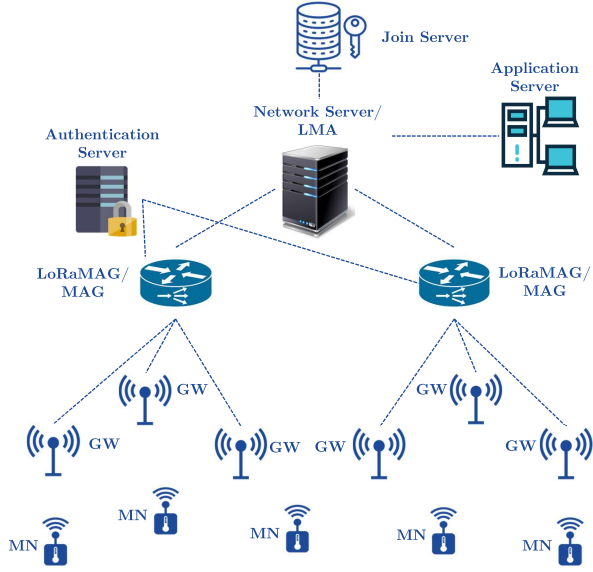 Join Server
Application
Server
Network Server/
LMA
Authentication
Server
LoRaMAG/
MAG
LoRaMAG/
MAG
GW
GW
GW
GW
GW
GW
MN
MN
MN
MN
MN